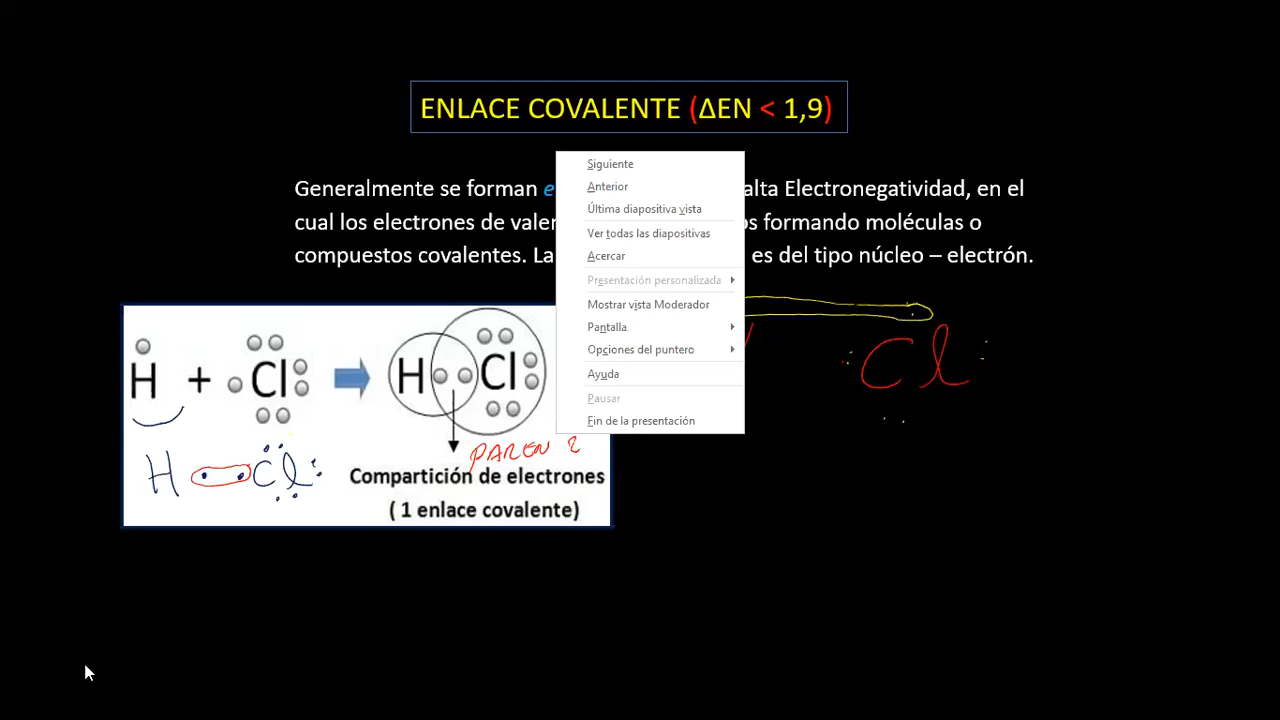 ENLACE COVALENTE (ΔEN < 1,9)
Generalmente se forman e alta Electronegatividad, en el
cual los electrones de valen os formando moléculas o
compuestos covalentes. La es del tipo núcleo – electrón.
Siguiente
Anterior
Última diapositiva vista
Ver todas las diapositivas
Acercar
Presentación personalizada
Mostrar vista Moderador
Pantalla
Opciones del puntero
Ayuda
Pausar
Fin de la presentación
H + Cl H Cl
Cl
PAR EN 2
H Cl
Compartición de electrones
( 1 enlace covalente)